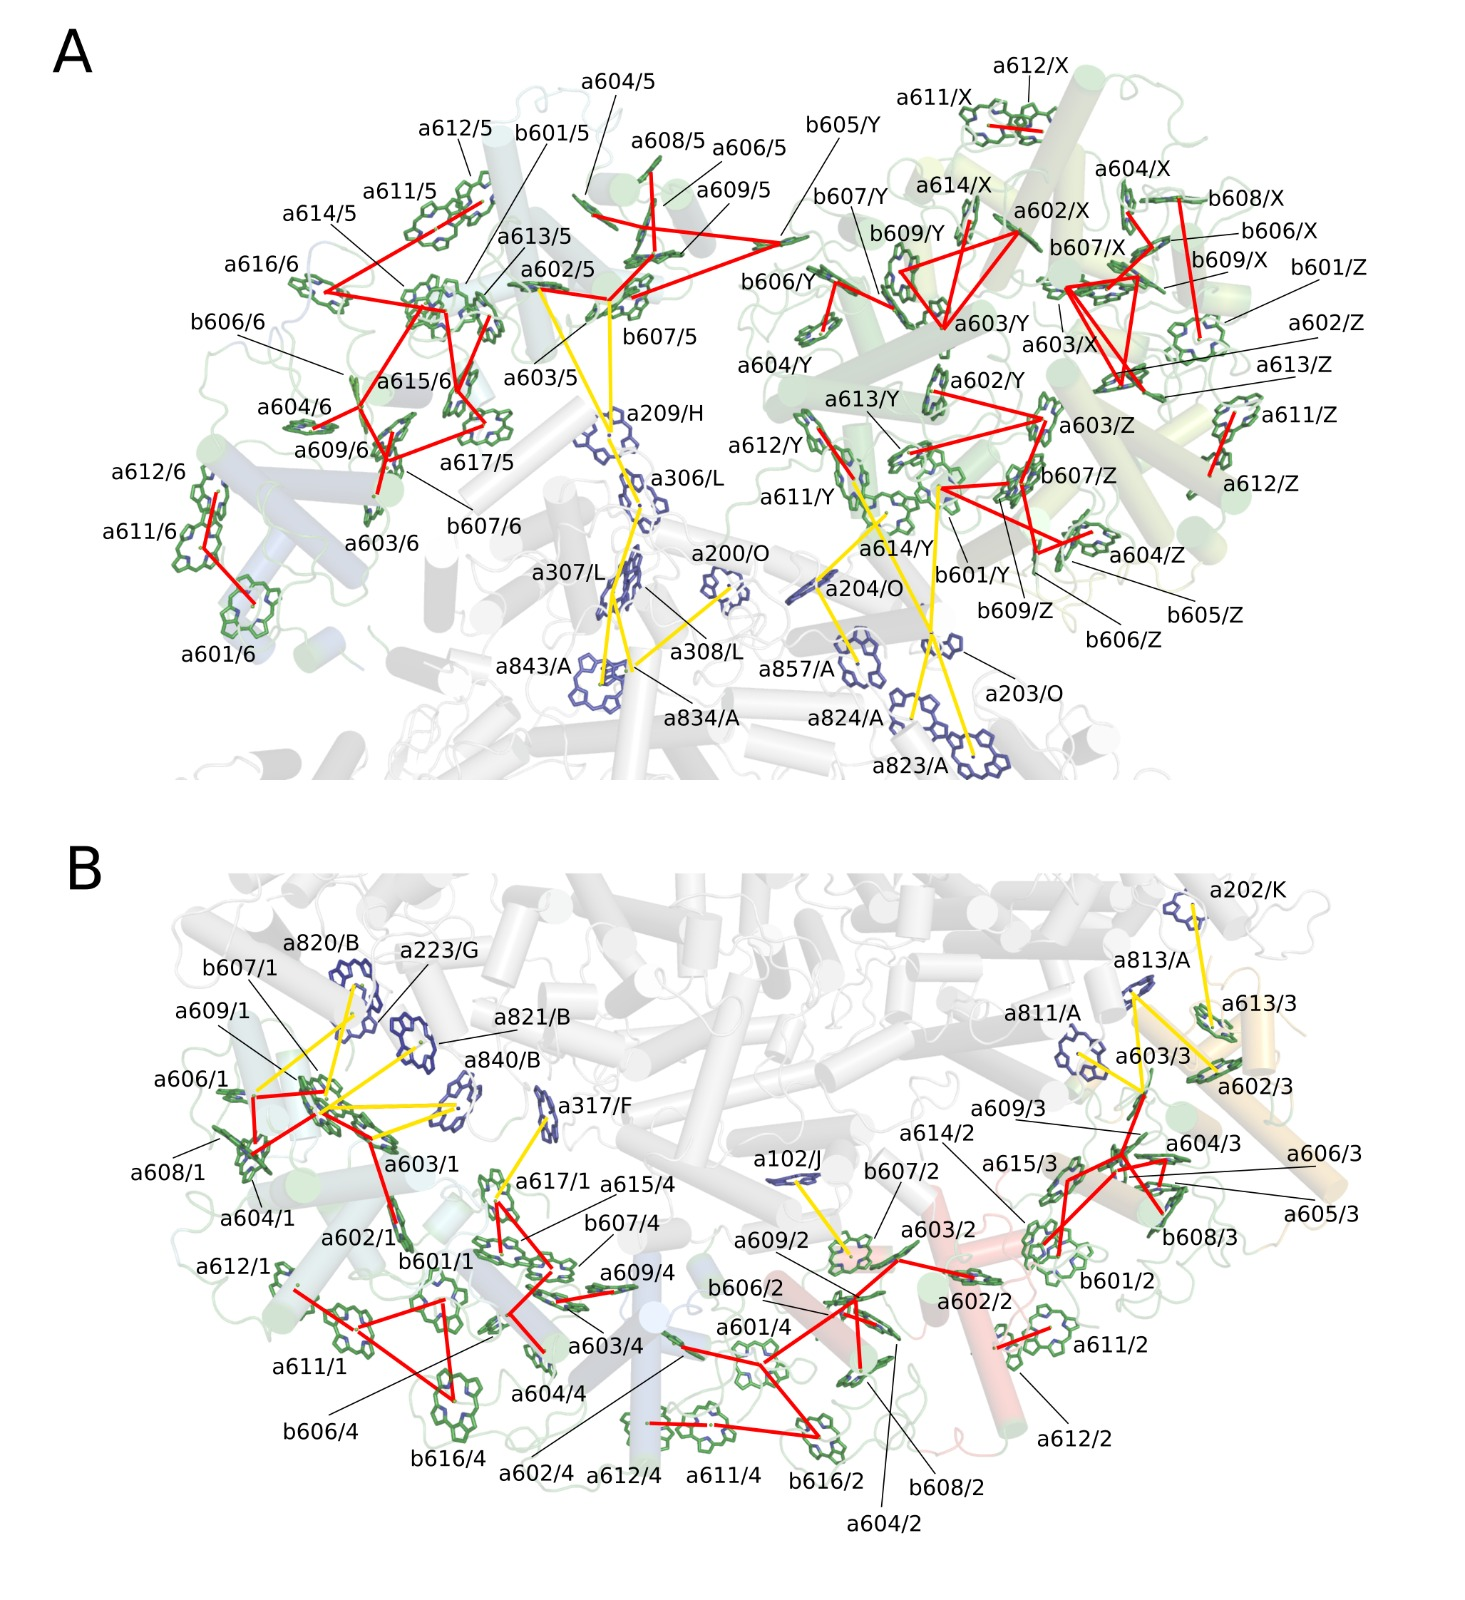 A
a612/X
a604/5
a611/X
a612/5
b601/5
b605/Y
a608/5
a606/5
a604/X
a611/5
a609/5
b607/Y
a614/X
b608/X
a614/5
a602/X
b606/X
a613/5
b609/Y
b607/X
b609/X
a616/6
a602/5
b606/Y
b601/Z
b606/6
a603/Y
a602/Z
b607/5
a603/X
a604/Y
a613/Z
a615/6
a603/5
a602/Y
a604/6
a613/Y
a209/H
a611/Z
a603/Z
a609/6
a617/5
a612/Y
a612/6
a306/L
b607/Z
a612/Z
a611/Y
b607/6
a611/6
a603/6
a614/Y
a200/O
a604/Z
a307/L
b601/Y
a204/O
b609/Z
b605/Z
b606/Z
a601/6
a308/L
a843/A
a857/A
a203/O
a834/A
a824/A
a823/A
B
a202/K
a820/B
a223/G
b607/1
a813/A
a609/1
a821/B
a811/A
a613/3
a840/B
a603/3
a606/1
a602/3
a317/F
a609/3
a614/2
a604/3
a603/1
a102/J
a606/3
a608/1
b607/2
a615/3
a617/1
a615/4
a604/1
b607/4
a605/3
a602/1
a603/2
b608/3
a609/2
b601/1
a612/1
a609/4
b601/2
b606/2
a602/2
a601/4
a603/4
a611/2
a611/1
a604/4
b606/4
a612/2
b616/4
a602/4
a612/4
a611/4
b616/2
b608/2
a604/2